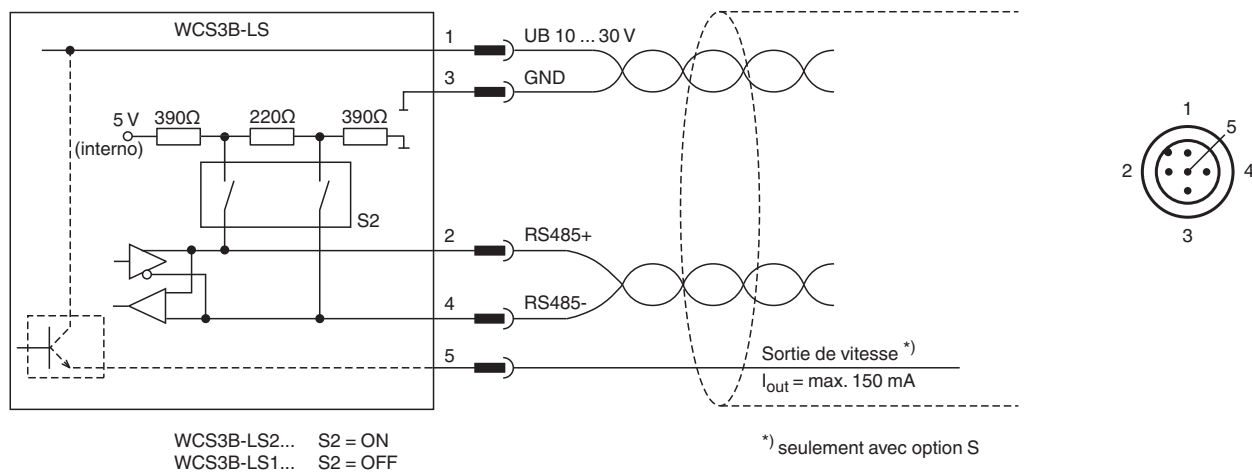 WCS3B-LS
1 UB 10 ... 30 V
3 GND
5 V
(interno)
390Ω 220Ω 390Ω
S2
2 RS485+
4 RS485-
5 Sortie de vitesse *)
Iout = max. 150 mA
WCS3B-LS2... S2 = ON
WCS3B-LS1... S2 = OFF
*) seulement avec option S
1
5
2
4
3